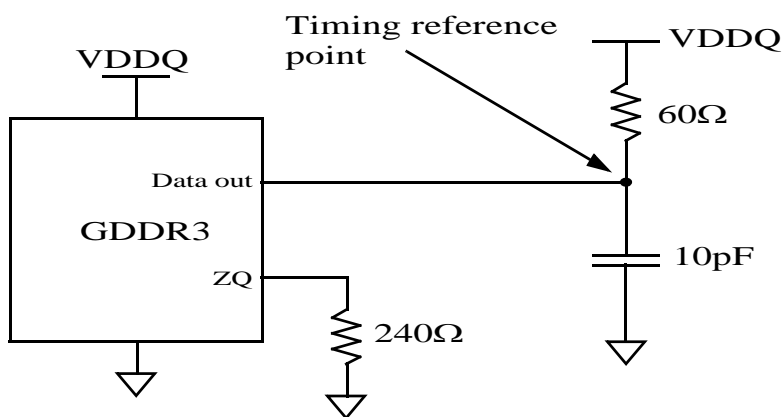 Timing reference
point
VDDQ
VDDQ
60Ω
Data out
GDDR3
ZQ
10pF
240Ω